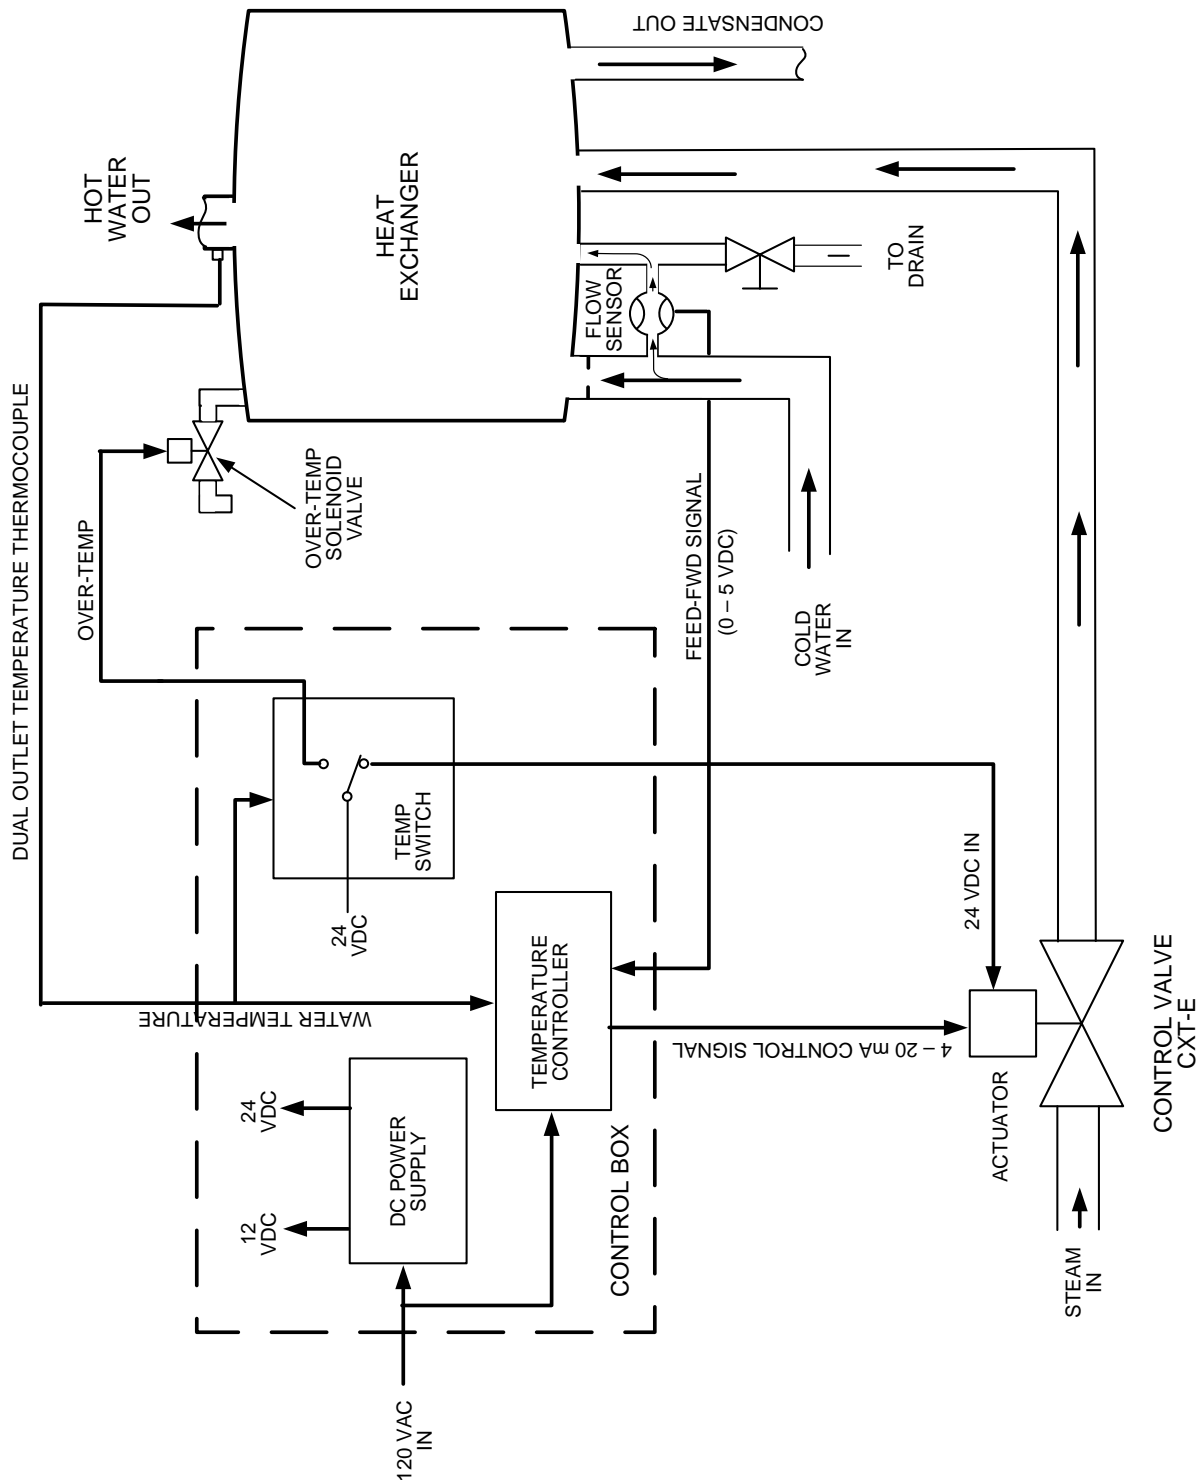 CONDENSATE OUT
HOT
WATER
OUT
HEAT
EXCHANGER
FLOW
SENSOR
TO
DRAIN
DUAL OUTLET TEMPERATURE THERMOCOUPLE
OVER-TEMP
SOLENOID
VALVE
OVER-TEMP
FEED-FWD SIGNAL
(0 – 5 VDC)
COLD
WATER
IN
TEMP
SWITCH
24
VDC
24 VDC IN
WATER TEMPERATURE
TEMPERATURE
CONTROLLER
4 – 20 mA CONTROL SIGNAL
24
VDC
12
VDC
DC POWER
SUPPLY
CONTROL BOX
ACTUATOR
CONTROL VALVE
CXT-E
STEAM
IN
120 VAC
IN